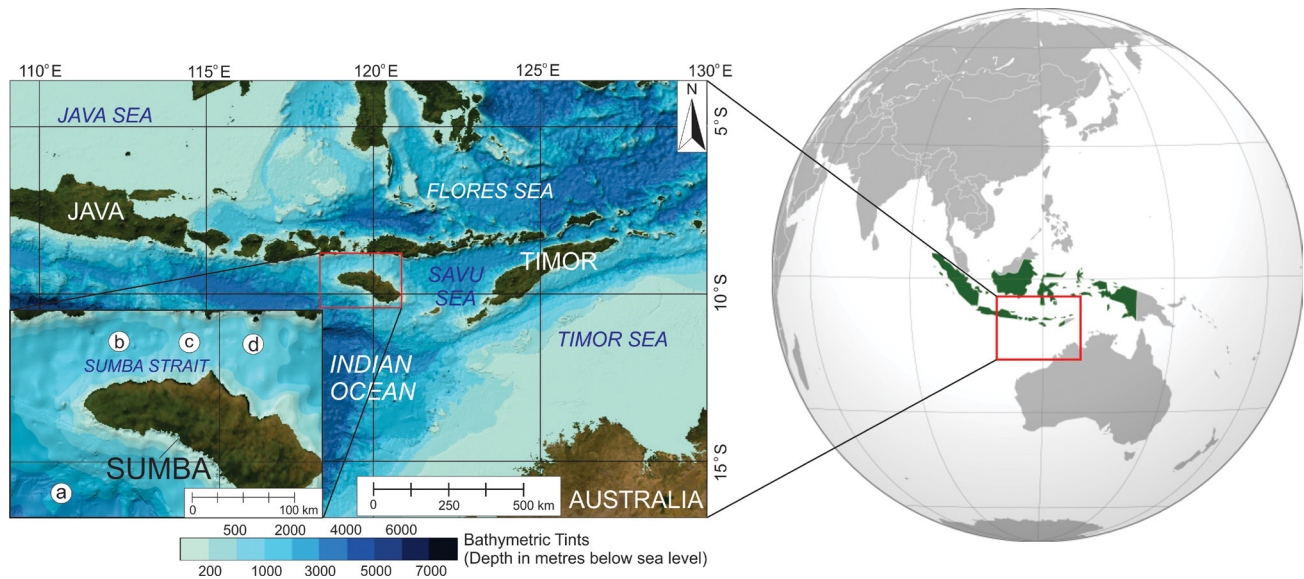 110°E 115°E 120°E 125°E 130°E
N
JAVA SEA
5°S
FLORES SEA
JAVA
TIMOR
SAVU
SEA
10°S
b c d
SUMBA STRAIT
INDIAN
OCEAN
TIMOR SEA
SUMBA
15°S
a
0 100 km
0 250 500 km
AUSTRALIA
500 2000 4000 6000
Bathymetric Tints
(Depth in metres below sea level)
200 1000 3000 5000 7000